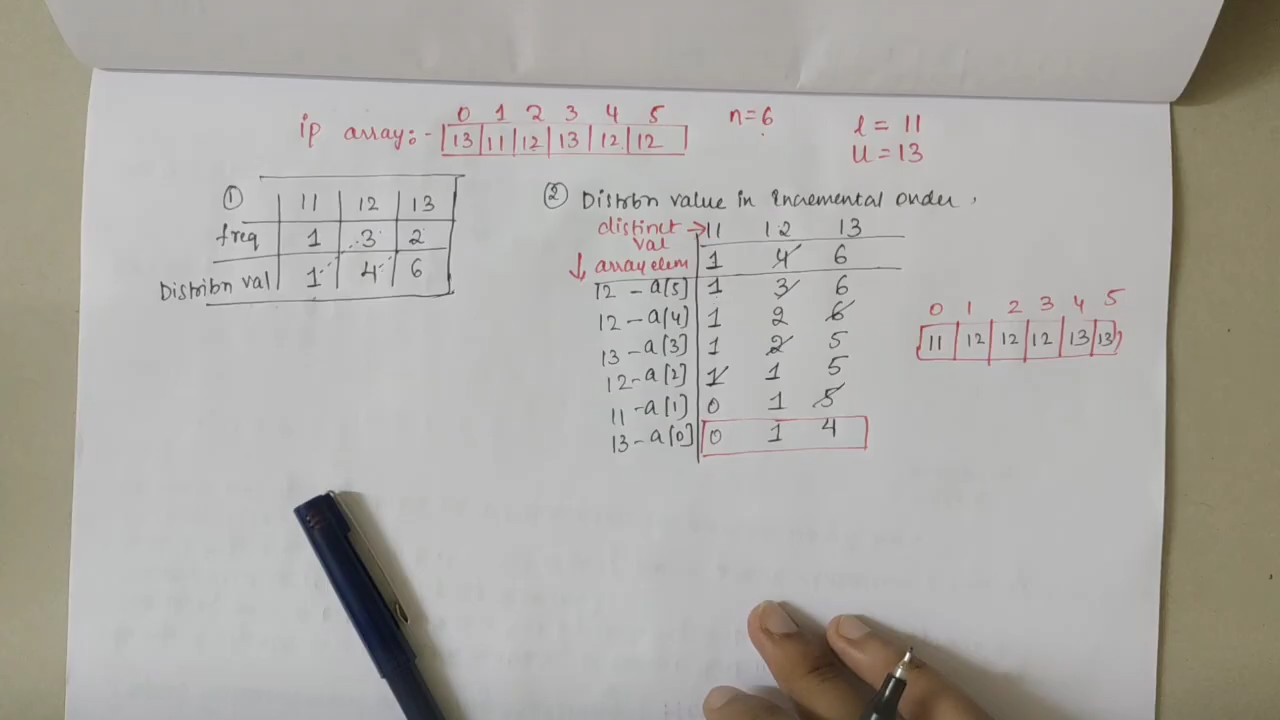 0 1 2 3 4 5
ip array:- 13 11 12 13 12 12
n=6
l = 11
u = 13
① 11 12 13
freq 1 3 2
Distribn val 1 4 6
② Distribn value in incremental order.
distinct val → 11 12 13
↓ array elem 1 4 6
12 - a[5] 1 3 6
12 - a[4] 1 2 6
13 - a[3] 1 2 5
12 - a[2] 1 1 5
11 - a[1] 0 1 5
13 - a[0] 0 1 4
0 1 2 3 4 5
11 12 12 12 13 13